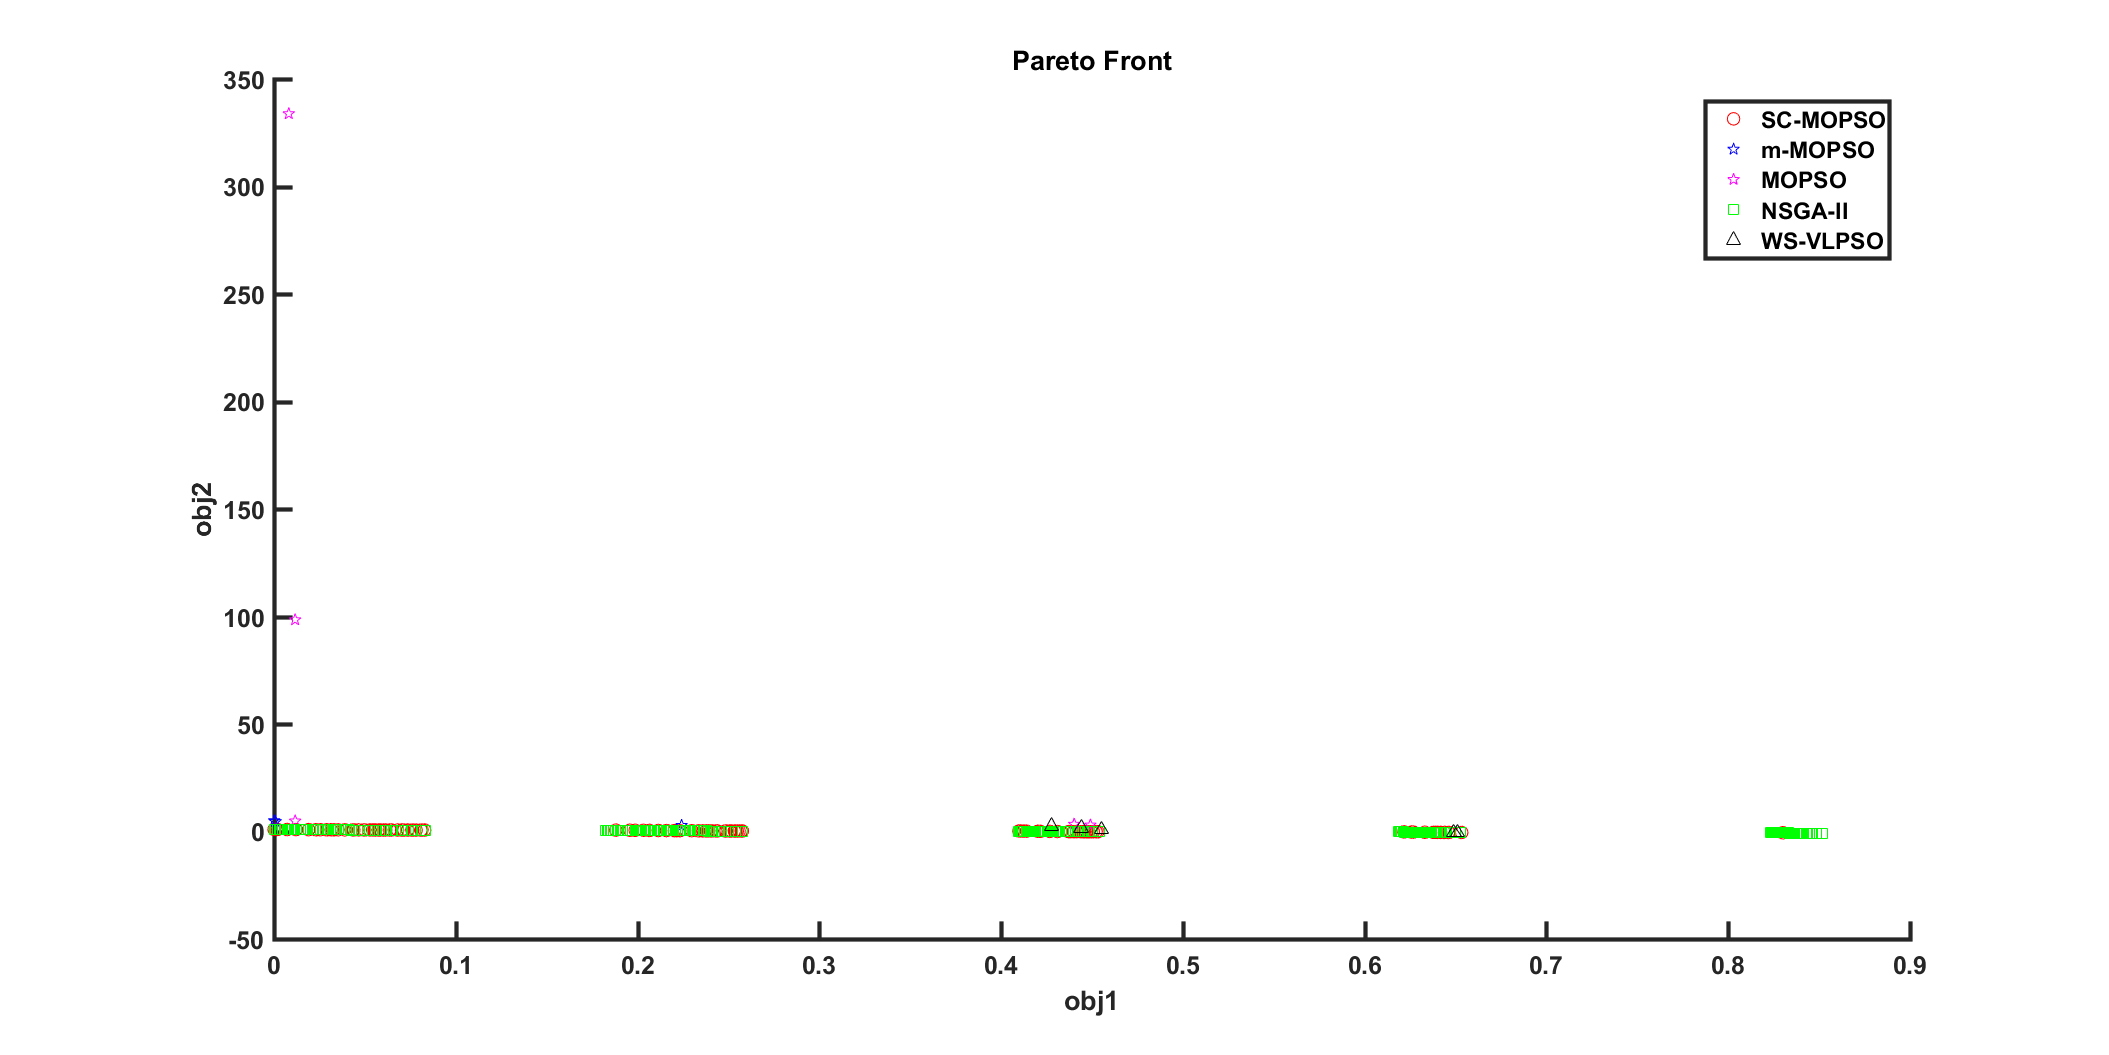 Pareto Front
350
300
250
200
150
100
50
0
-50
obj2
0 0.1 0.2 0.3 0.4 0.5 0.6 0.7 0.8 0.9
obj1
SC-MOPSO
m-MOPSO
MOPSO
NSGA-II
WS-VLPSO